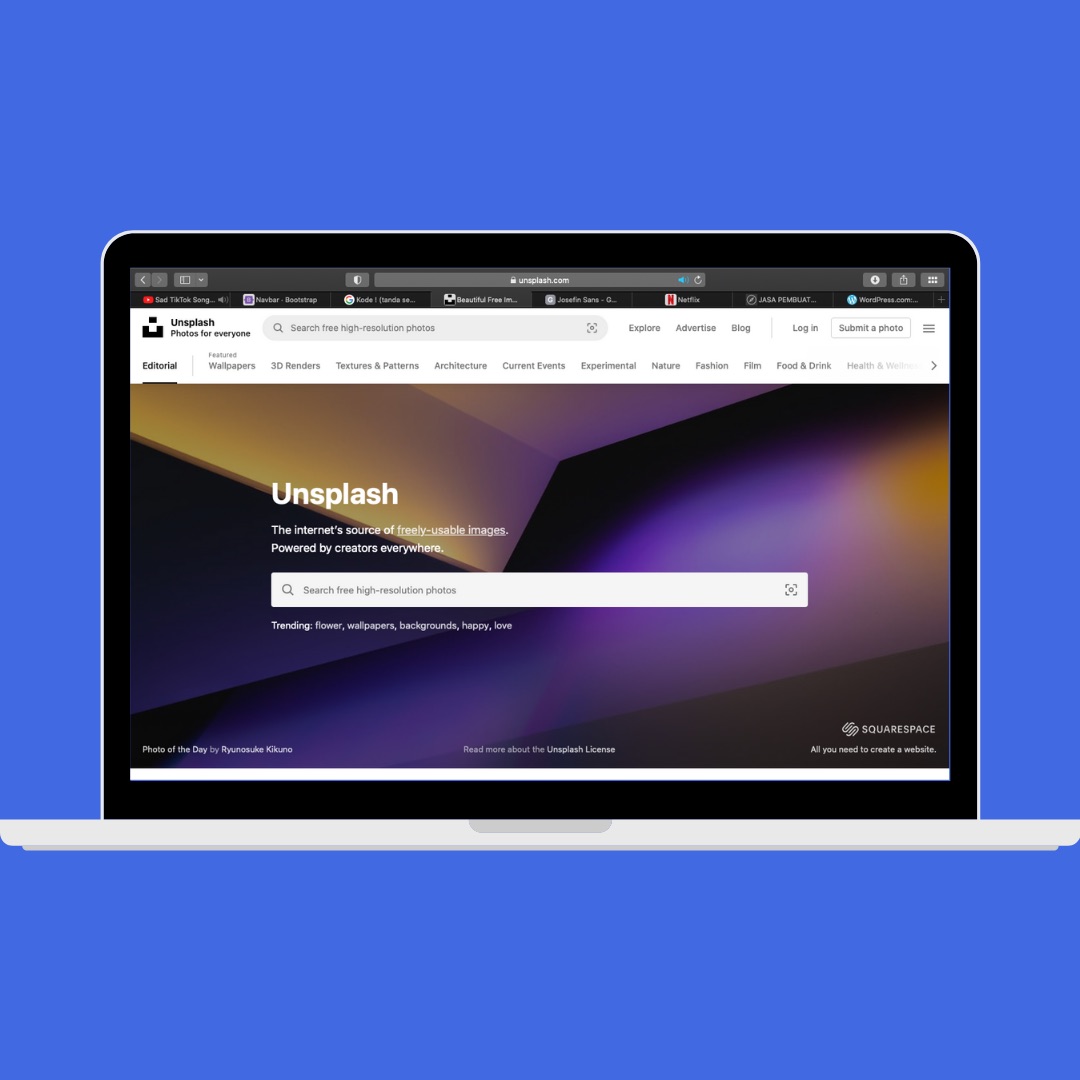 unsplash.com
Sad TikTok Song...
Navbar · Bootstrap
Kode ! (tanda se...
Beautiful Free Im...
Josefin Sans - G...
Netflix
JASA PEMBUAT...
WordPress.com:...
Unsplash
Photos for everyone
Search free high-resolution photos
Explore
Advertise
Blog
Log in
Submit a photo
Editorial
Featured
Wallpapers
3D Renders
Textures & Patterns
Architecture
Current Events
Experimental
Nature
Fashion
Film
Food & Drink
Health &
Unsplash
The internet's source of freely-usable images.
Powered by creators everywhere.
Search free high-resolution photos
Trending: flower, wallpapers, backgrounds, happy, love
SQUARESPACE
Photo of the Day by Ryunosuke Kikuno
Read more about the Unsplash License
All you need to create a website.